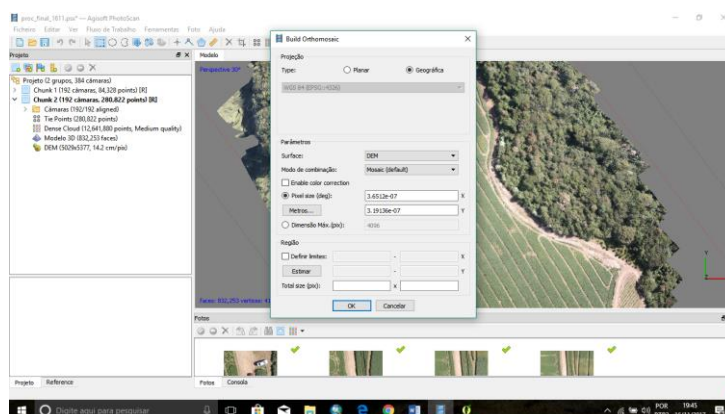 proc_final_1611.psx* — Agisoft PhotoScan
Ficheiro Editar Ver Fluxo de Trabalho Ferramentas Foto Ajuda
Projeto
Modelo
Perspectiva 30°
Projeto (2 grupos, 384 câmaras)
Chunk 1 (192 câmaras, 84,328 points) [R]
Chunk 2 (192 câmaras, 280,822 points) [R]
Câmaras (192/192 aligned)
Tie Points (280,822 points)
Dense Cloud (12,641,800 points, Medium quality)
Modelo 3D (832,253 faces)
DEM (5029x5377, 14.2 cm/pix)
Build Orthomosaic
Projeção
Type:
Planar
Geográfica
WGS 84 (EPSG::4326)
Parâmetros
Surface:
DEM
Modo de combinação:
Mosaic (default)
Enable color correction
Pixel size (deg):
3.6512e-07
X
Metros...
3.19136e-07
Y
Dimensão Máx.(pix):
4096
Região
Definir limites:
-
X
Estimar
-
Y
Total size (pix):
x
OK
Cancelar
Y
Z
Fotos
Projeto Reference
Fotos Consola
Digite aqui para pesquisar
POR
19:45